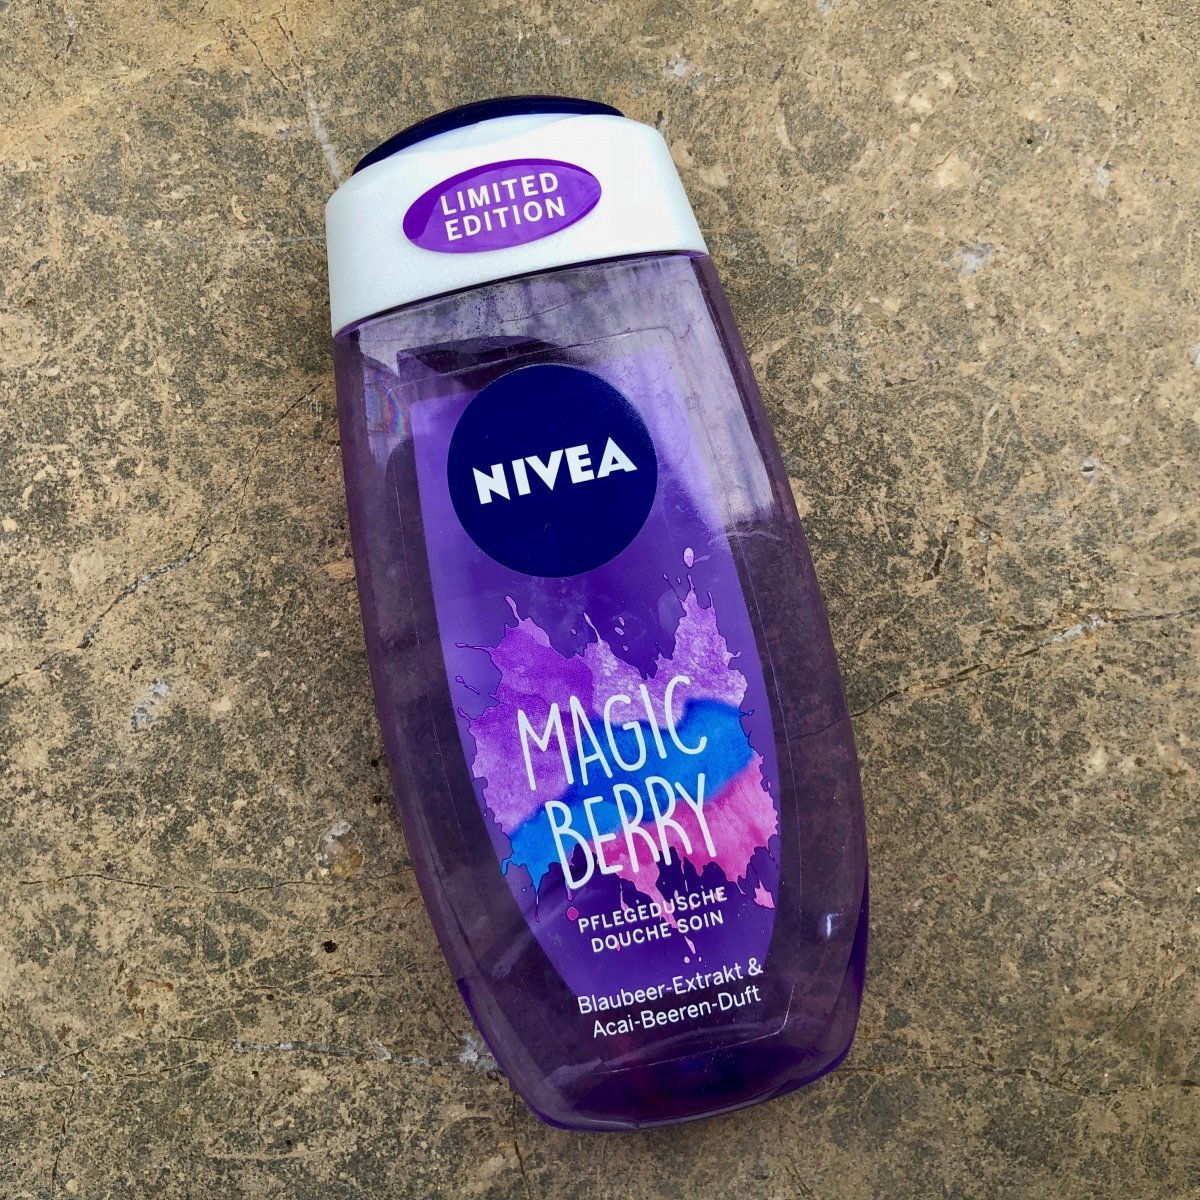 LIMITED
EDITION
NIVEA
MAGIC
BERRY
PFLEGEDUSCHE
DOUCHE SOIN
Blaubeer-Extrakt &
Acai-Beeren-Duft